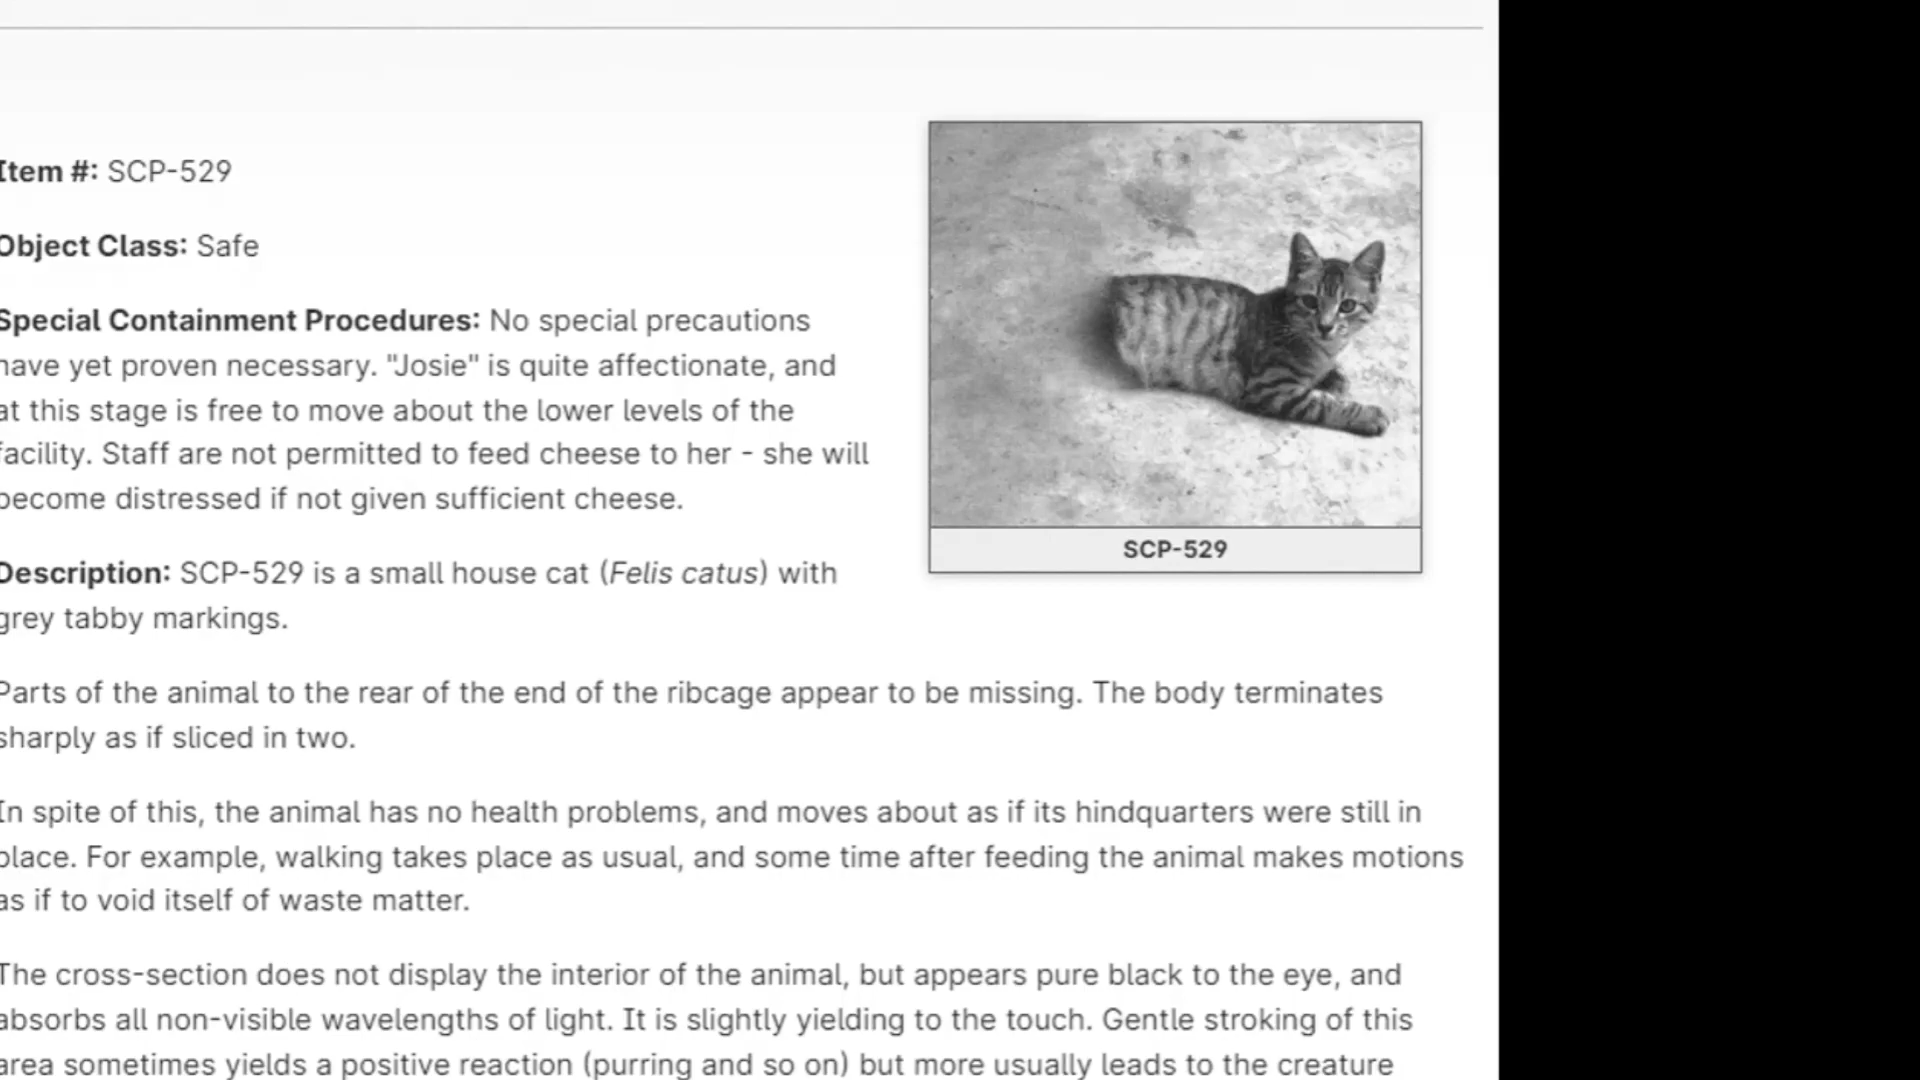 Item #: SCP-529
Object Class: Safe
Special Containment Procedures: No special precautions
have yet proven necessary. "Josie" is quite affectionate, and
at this stage is free to move about the lower levels of the
facility. Staff are not permitted to feed cheese to her - she will
become distressed if not given sufficient cheese.
SCP-529
Description: SCP-529 is a small house cat (Felis catus) with
grey tabby markings.
Parts of the animal to the rear of the end of the ribcage appear to be missing. The body terminates
sharply as if sliced in two.
In spite of this, the animal has no health problems, and moves about as if its hindquarters were still in
place. For example, walking takes place as usual, and some time after feeding the animal makes motions
as if to void itself of waste matter.
The cross-section does not display the interior of the animal, but appears pure black to the eye, and
absorbs all non-visible wavelengths of light. It is slightly yielding to the touch. Gentle stroking of this
area sometimes yields a positive reaction (purring and so on) but more usually leads to the creature